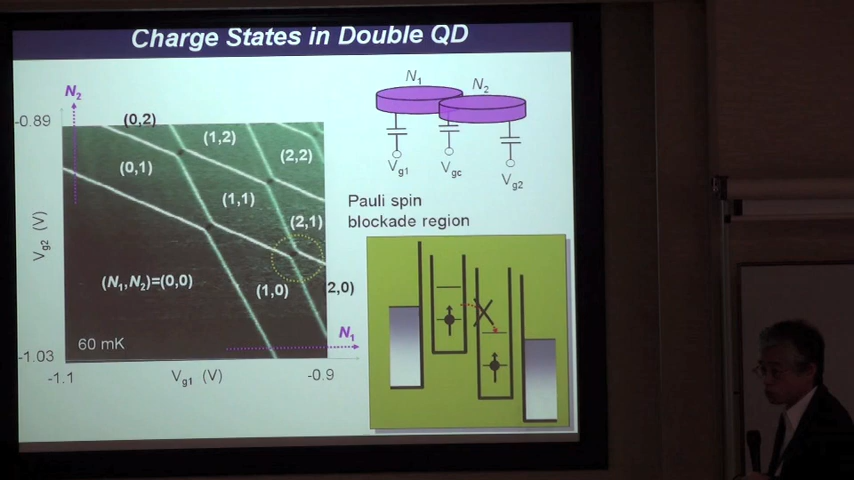 Charge States in Double QD
N2
-0.89
(0,2)
(1,2)
(2,2)
(0,1)
(1,1)
(2,1)
(N1,N2)=(0,0)
(1,0)
2,0)
N1
60 mK
-1.03
-1.1
Vg1 (V)
-0.9
Vg2 (V)
N1
N2
Vg1
Vgc
Vg2
Pauli spin
blockade region